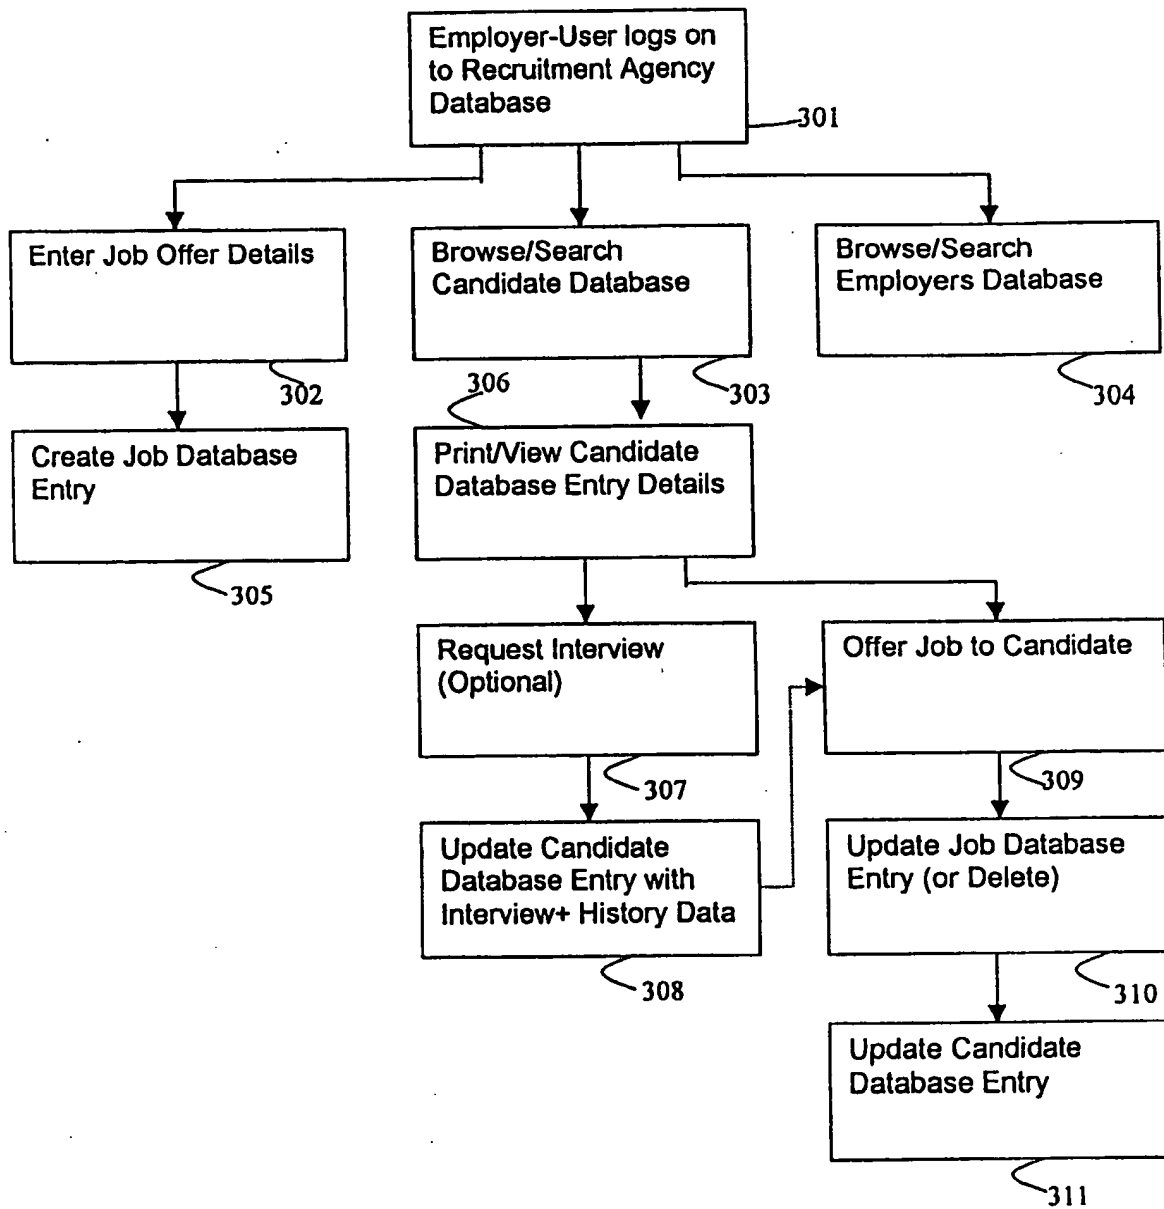 Employer-User logs on
to Recruitment Agency
Database
301
Enter Job Offer Details
302
Browse/Search
Candidate Database
303
Browse/Search
Employers Database
304
Create Job Database
Entry
305
306
Print/View Candidate
Database Entry Details
Request Interview
(Optional)
307
Offer Job to Candidate
309
Update Candidate
Database Entry with
Interview+ History Data
308
Update Job Database
Entry (or Delete)
310
Update Candidate
Database Entry
311